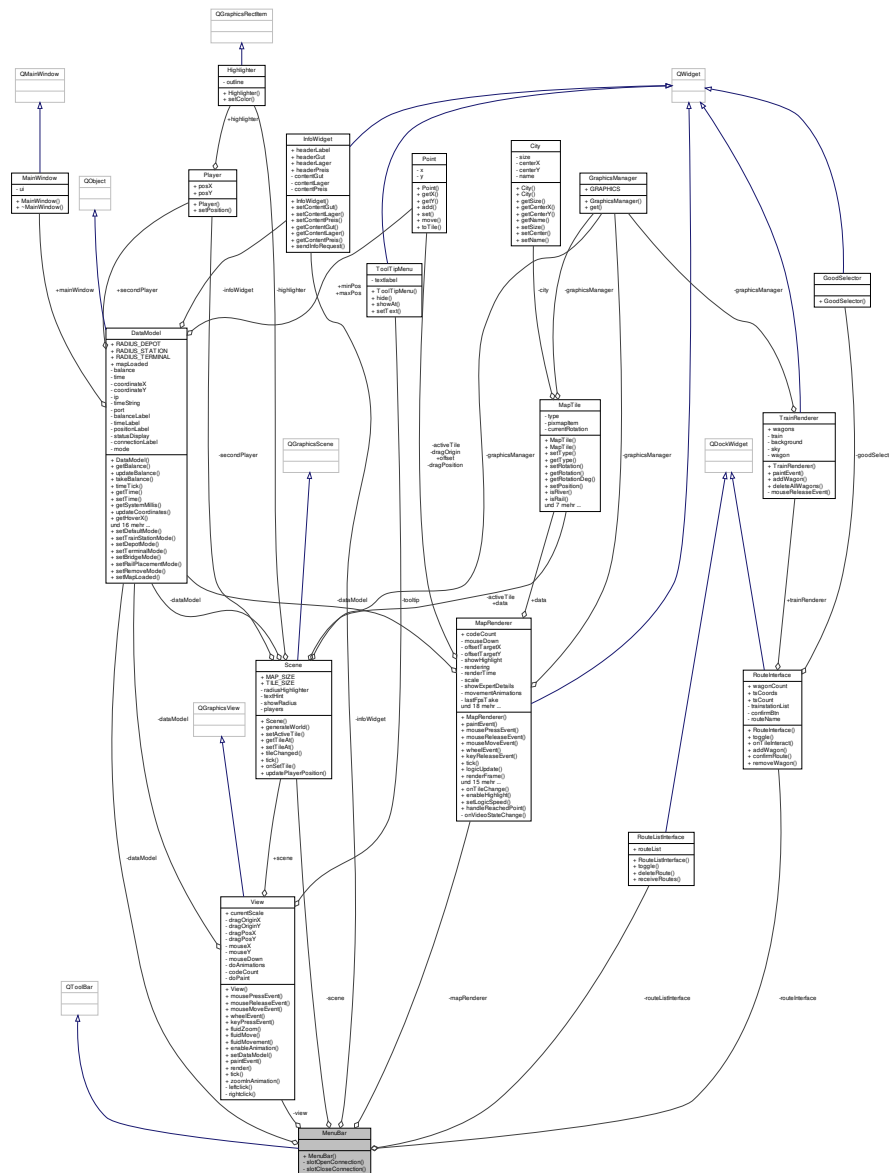 QGraphicsRectItem
QMainWindow
Highlighter
- outline
+ Highlighter()
+ setColor()
QWidget
+highlighter
InfoWidget
+ headerLabel
+ headerGut
+ headerLager
+ headerPreis
- contentGut
- contentLager
- contentPreis
+ InfoWidget()
+ setContentGut()
+ setContentLager()
+ setContentPreis()
+ getContentGut()
+ getContentLager()
+ getContentPreis()
+ sendInfoRequest()
City
- size
- centerX
- centerY
- name
+ City()
+ City()
+ getSize()
+ getCenterX()
+ getCenterY()
+ getName()
+ setSize()
+ setCenter()
+ setName()
Point
- x
- y
+ Point()
+ getX()
+ getY()
+ add()
+ set()
+ move()
+ toTile()
MainWindow
- ui
+ MainWindow()
+ ~MainWindow()
QObject
Player
+ posX
+ posY
+ Player()
+ setPosition()
GraphicsManager
+ GRAPHICS
+ GraphicsManager()
+ get()
ToolTipMenu
- textlabel
+ ToolTipMenu()
+ hide()
+ showAt()
+ setText()
GoodSelector
+ GoodSelector()
+mainWindow
+secondPlayer
-infoWidget
-highlighter
+minPos
+maxPos
-city
-graphicsManager
-graphicsManager
DataModel
+ RADIUS_DEPOT
+ RADIUS_STATION
+ RADIUS_TERMINAL
+ mapLoaded
- balance
- time
- coordinateX
- coordinateY
- ip
- timeString
- port
- balanceLabel
- timeLabel
- positionLabel
- statusDisplay
- connectionLabel
- mode
+ DataModel()
+ getBalance()
+ updateBalance()
+ takeBalance()
+ timeTick()
+ getTime()
+ setTime()
+ getSystemMillis()
+ updateCoordinates()
+ getHoverX()
und 16 mehr ...
+ setDefaultMode()
+ setTrainStationMode()
+ setDepotMode()
+ setTerminalMode()
+ setBridgeMode()
+ setRailPlacementMode()
+ setRemoveMode()
+ setMapLoaded()
MapTile
- type
- pixmapItem
- currentRotation
+ MapTile()
+ MapTile()
+ setType()
+ getType()
+ setRotation()
+ getRotation()
+ getRotationDeg()
+ setPosition()
+ isRiver()
+ isRail()
und 7 mehr ...
TrainRenderer
+ wagons
- train
- background
- sky
- wagon
+ TrainRenderer()
+ paintEvent()
+ addWagon()
+ deleteAllWagons()
- mouseReleaseEvent()
QGraphicsScene
QDockWidget
-secondPlayer
-activeTile
-dragOrigin
+offset
-dragPosition
-graphicsManager
-graphicsManager
-goodSelect
-dataModel
-dataModel
-tooltip
-activeTile
+data
+data
+trainRenderer
MapRenderer
+ codeCount
- mouseDown
- offsetTargetX
- offsetTargetY
- showHighlight
- rendering
- renderTime
- scale
- showExpertDetails
- movementAnimations
- lastFpsTake
und 18 mehr ...
+ MapRenderer()
+ paintEvent()
+ mousePressEvent()
+ mouseReleaseEvent()
+ mouseMoveEvent()
+ wheelEvent()
+ keyReleaseEvent()
+ tick()
+ logicUpdate()
+ renderFrame()
und 15 mehr ...
+ onTileChange()
+ enableHighlight()
+ setLogicSpeed()
+ handleReachedPoint()
- onVideoStateChange()
Scene
+ MAP_SIZE
+ TILE_SIZE
- radiusHighlighter
- textHint
- showRadius
- players
+ Scene()
+ generateWorld()
+ setActiveTile()
+ getTileAt()
+ setTileAt()
+ tileChanged()
+ tick()
+ onSetTile()
+ updatePlayerPosition()
RouteInterface
+ wagonCount
+ tsCoords
+ tsCount
- trainstationList
- confirmBtn
- routeName
+ RouteInterface()
+ toggle()
+ onTileInteract()
+ addWagon()
+ confirmRoute()
+ removeWagon()
QGraphicsView
-dataModel
-infoWidget
RouteListInterface
+ routeList
+ RouteListInterface()
+ toggle()
+ deleteRoute()
+ receiveRoutes()
-dataModel
+scene
View
+ currentScale
- dragOriginX
- dragOriginY
- dragPosX
- dragPosY
- mouseX
- mouseY
- mouseDown
- doAnimations
- codeCount
- doPaint
+ View()
+ mousePressEvent()
+ mouseReleaseEvent()
+ mouseMoveEvent()
+ wheelEvent()
+ keyPressEvent()
+ fluidZoom()
+ fluidMove()
+ fluidMovement()
+ enableAnimation()
+ setDataModel()
+ paintEvent()
+ render()
+ tick()
+ zoomInAnimation()
- leftclick()
- rightclick()
QToolBar
-scene
-mapRenderer
-routeListInterface
-routeInterface
-view
MenuBar
+ MenuBar()
- slotOpenConnection()
- slotCloseConnection()